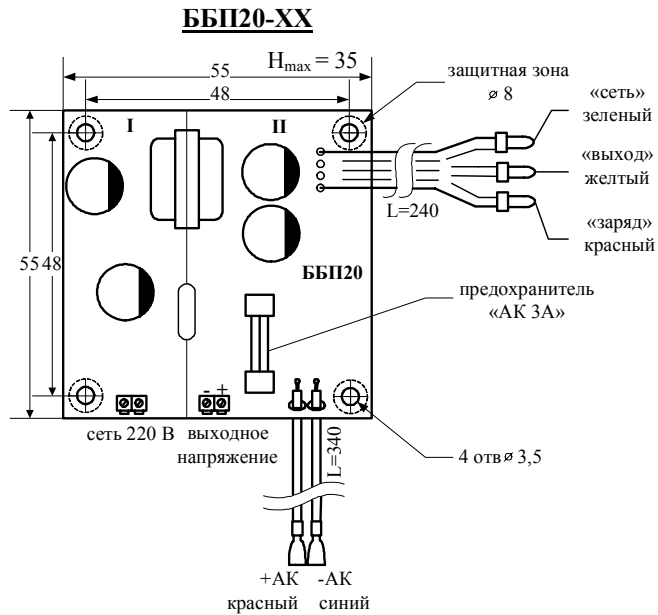 ББП20-XX
Hmax = 35
55
48
защитная зона
⌀ 8
I
II
«сеть»
зеленый
«выход»
желтый
L=240
«заряд»
красный
55
48
ББП20
предохранитель
«АК 3А»
- +
сеть 220 В
выходное
напряжение
L=340
4 отв⌀ 3,5
+АК
красный
-АК
синий